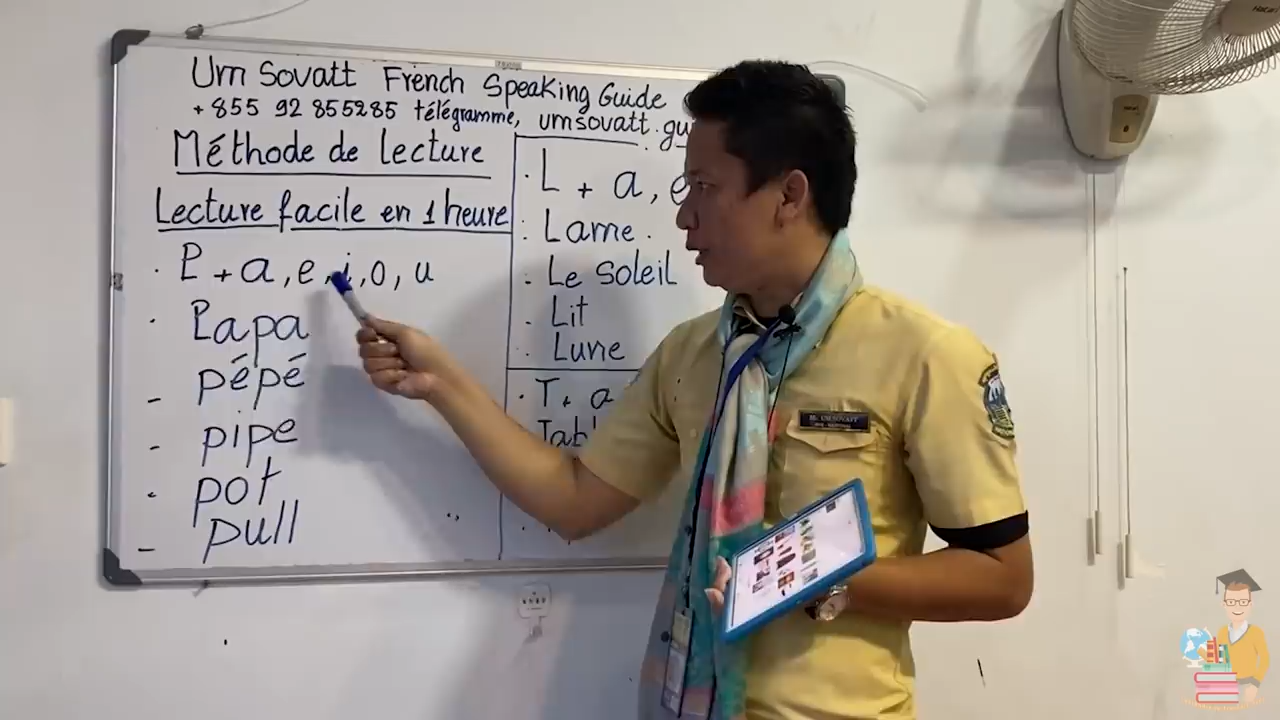 Um Sovatt French Speaking Guide
+855 92 855285 télégramme, umsovatt.gu
Méthode de lecture
Lecture facile en 1 heure
. P + a, e, i, o, u
. Papa
- pépé
- pipe
. pot
- pull
. L + a, e
. Lame.
. Le soleil
. Lit
. Lune
. T + a
Tab